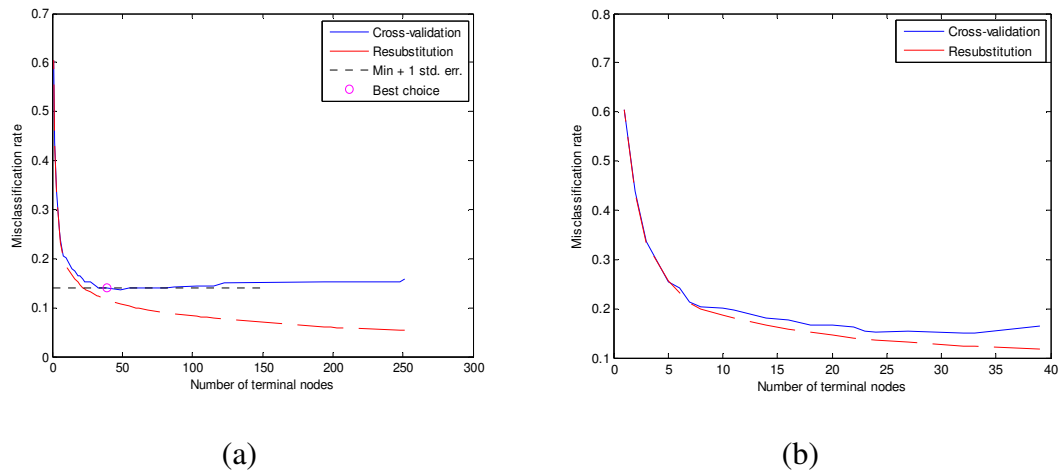 0.7
0.6
0.5
0.4
0.3
0.2
0.1
0
Misclassification rate
Cross-validation
Resubstitution
Min + 1 std. err.
Best choice
0 50 100 150 200 250 300
Number of terminal nodes
(a)
0.8
0.7
0.6
0.5
0.4
0.3
0.2
0.1
Misclassification rate
Cross-validation
Resubstitution
0 5 10 15 20 25 30 35 40
Number of terminal nodes
(b)